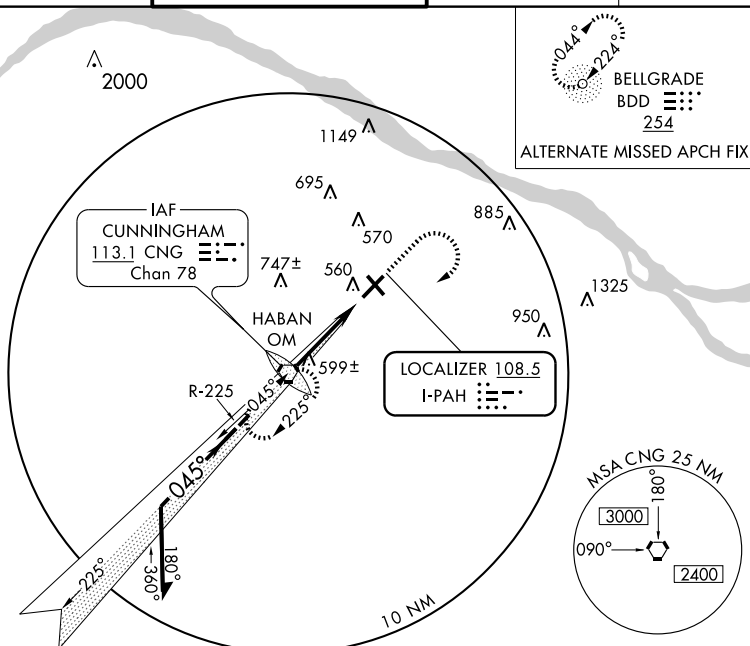 2000
044°
224°
BELLGRADE
BDD
254
ALTERNATE MISSED APCH FIX
1149
695
570
885
IAF
CUNNINGHAM
113.1 CNG
Chan 78
747±
560
1325
950
HABAN
OM
599±
LOCALIZER 108.5
I-PAH
R-225
045°
225°
045°
MSA CNG 25 NM
180°
3000
090°
2400
225°
360°
180°
10 NM